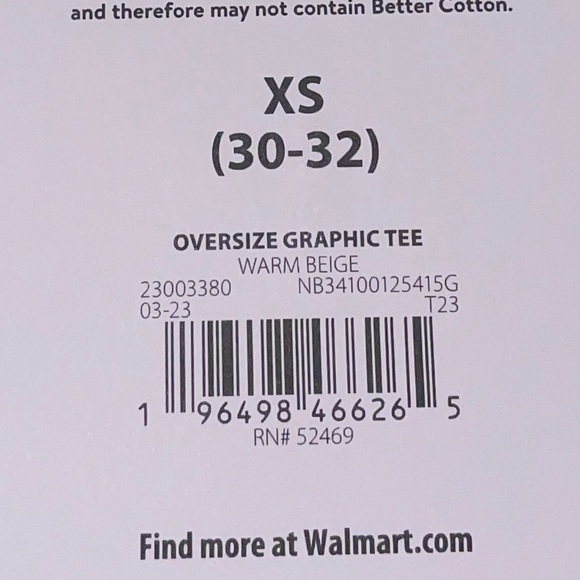 and therefore may not contain Better Cotton.
XS
(30-32)
OVERSIZE GRAPHIC TEE
WARM BEIGE
23003380 NB34100125415G
03-23 T23
1 96498 46626 5
RN# 52469
Find more at Walmart.com